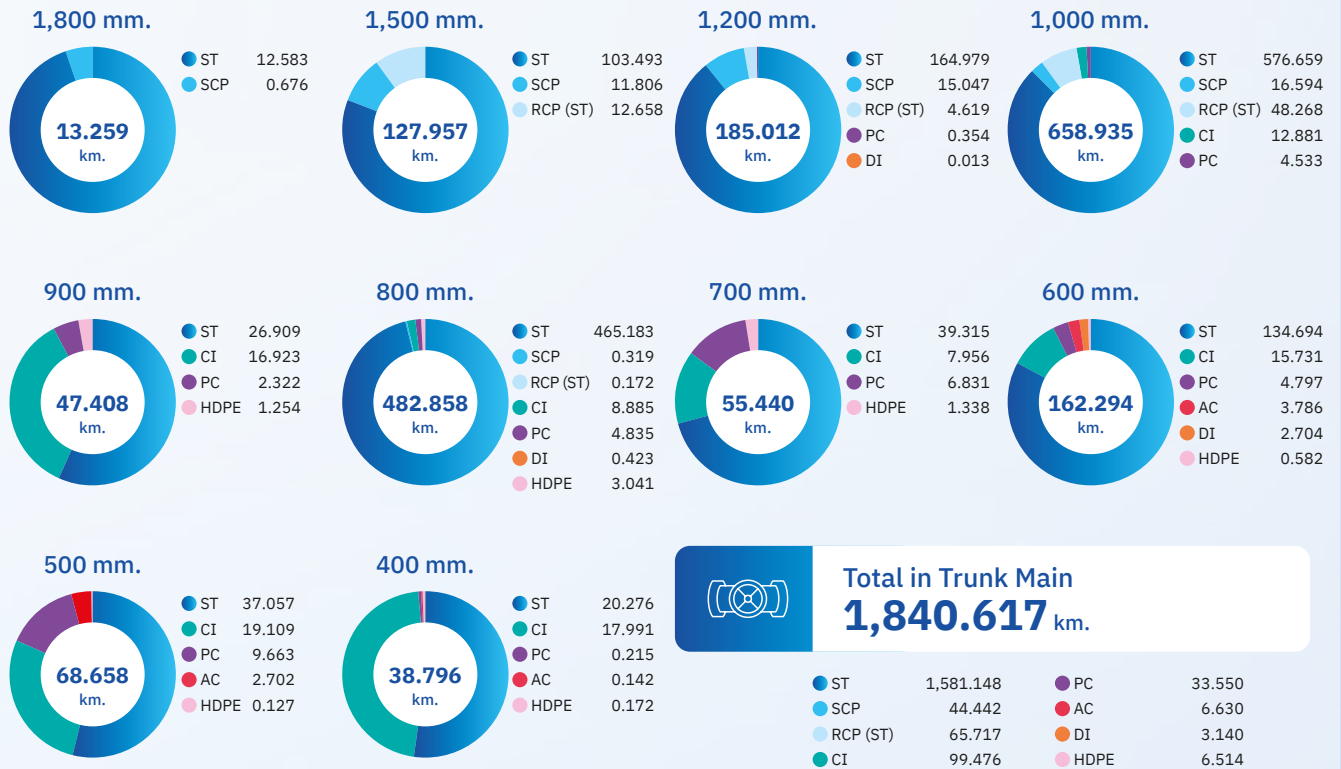 1,800 mm.
ST 12.583
SCP 0.676
13.259
km.
1,500 mm.
ST 103.493
SCP 11.806
RCP (ST) 12.658
127.957
km.
1,200 mm.
ST 164.979
SCP 15.047
RCP (ST) 4.619
PC 0.354
DI 0.013
185.012
km.
1,000 mm.
ST 576.659
SCP 16.594
RCP (ST) 48.268
CI 12.881
PC 4.533
658.935
km.
900 mm.
ST 26.909
CI 16.923
PC 2.322
HDPE 1.254
47.408
km.
800 mm.
ST 465.183
SCP 0.319
RCP (ST) 0.172
CI 8.885
PC 4.835
DI 0.423
HDPE 3.041
482.858
km.
700 mm.
ST 39.315
CI 7.956
PC 6.831
HDPE 1.338
55.440
km.
600 mm.
ST 134.694
CI 15.731
PC 4.797
AC 3.786
DI 2.704
HDPE 0.582
162.294
km.
500 mm.
ST 37.057
CI 19.109
PC 9.663
AC 2.702
HDPE 0.127
68.658
km.
400 mm.
ST 20.276
CI 17.991
PC 0.215
AC 0.142
HDPE 0.172
38.796
km.
Total in Trunk Main
1,840.617 km.
ST 1,581.148
SCP 44.442
RCP (ST) 65.717
CI 99.476
PC 33.550
AC 6.630
DI 3.140
HDPE 6.514